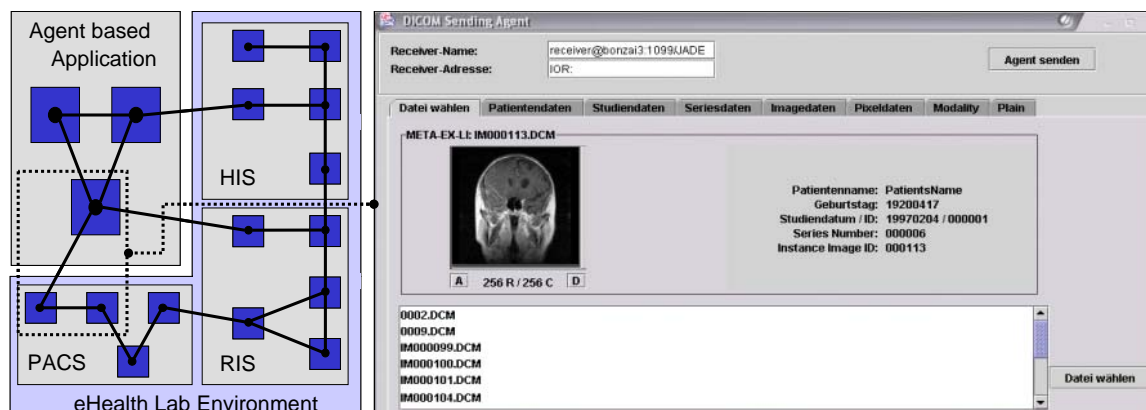 Agent based
Application
HIS
PACS
RIS
eHealth Lab Environment
DICOM Sending Agent
Receiver-Name:
receiver@bonzai3:1099/JADE
Receiver-Adresse:
IOR:
Agent senden
Datei wählen
Patientendaten
Studiendaten
Seriesdaten
Imagedaten
Pixeldaten
Modality
Plain
META-EX-LI: IM000113.DCM
Patientenname: PatientsName
Geburtstag: 19200417
Studiendatum / ID: 19970204 / 000001
Series Number: 000006
Instance Image ID: 000113
A
256 R / 256 C
D
0002.DCM
0009.DCM
IM000099.DCM
IM000100.DCM
IM000101.DCM
IM000104.DCM
Datei wählen